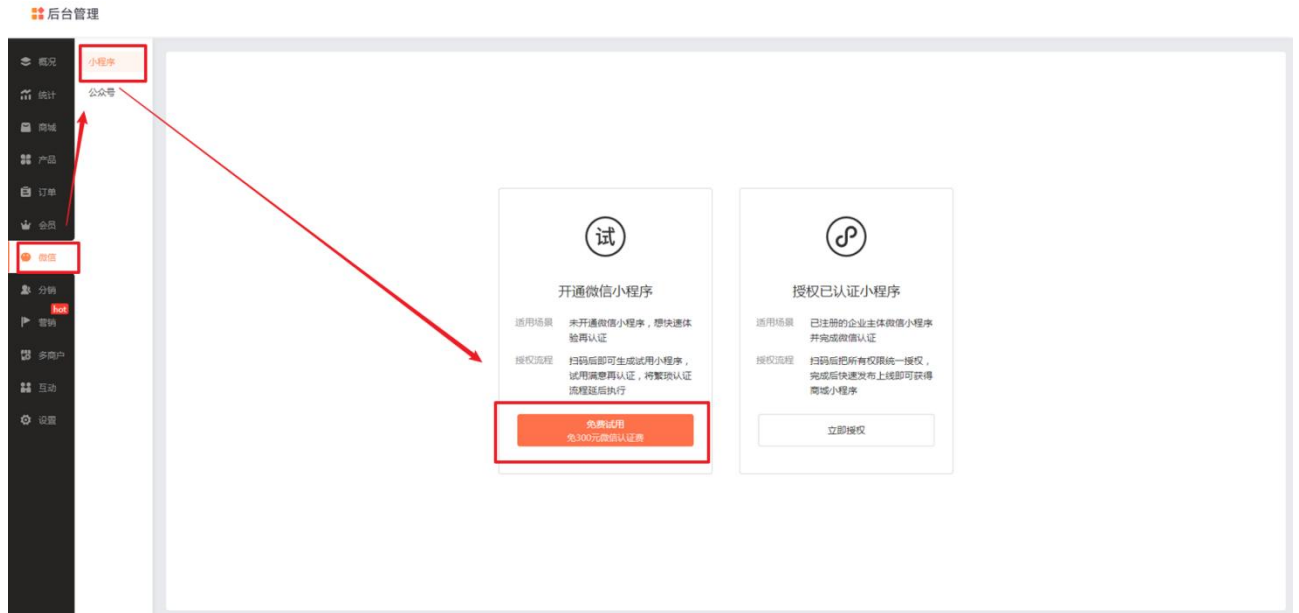 后台管理
概况
统计
商城
产品
订单
会员
微信
分销
hot
营销
多商户
互动
设置
小程序
公众号
试
开通微信小程序
适用场景 未开通微信小程序，想快速体
验再认证
授权流程 扫码后即可生成试用小程序，
试用满意再认证，将繁琐认证
流程延后执行
免费试用
免300元微信认证费
授权已认证小程序
适用场景 已注册的企业主体微信小程序
并完成微信认证
授权流程 扫码后把所有权限统一授权，
完成后快速发布上线即可获得
商城小程序
立即授权